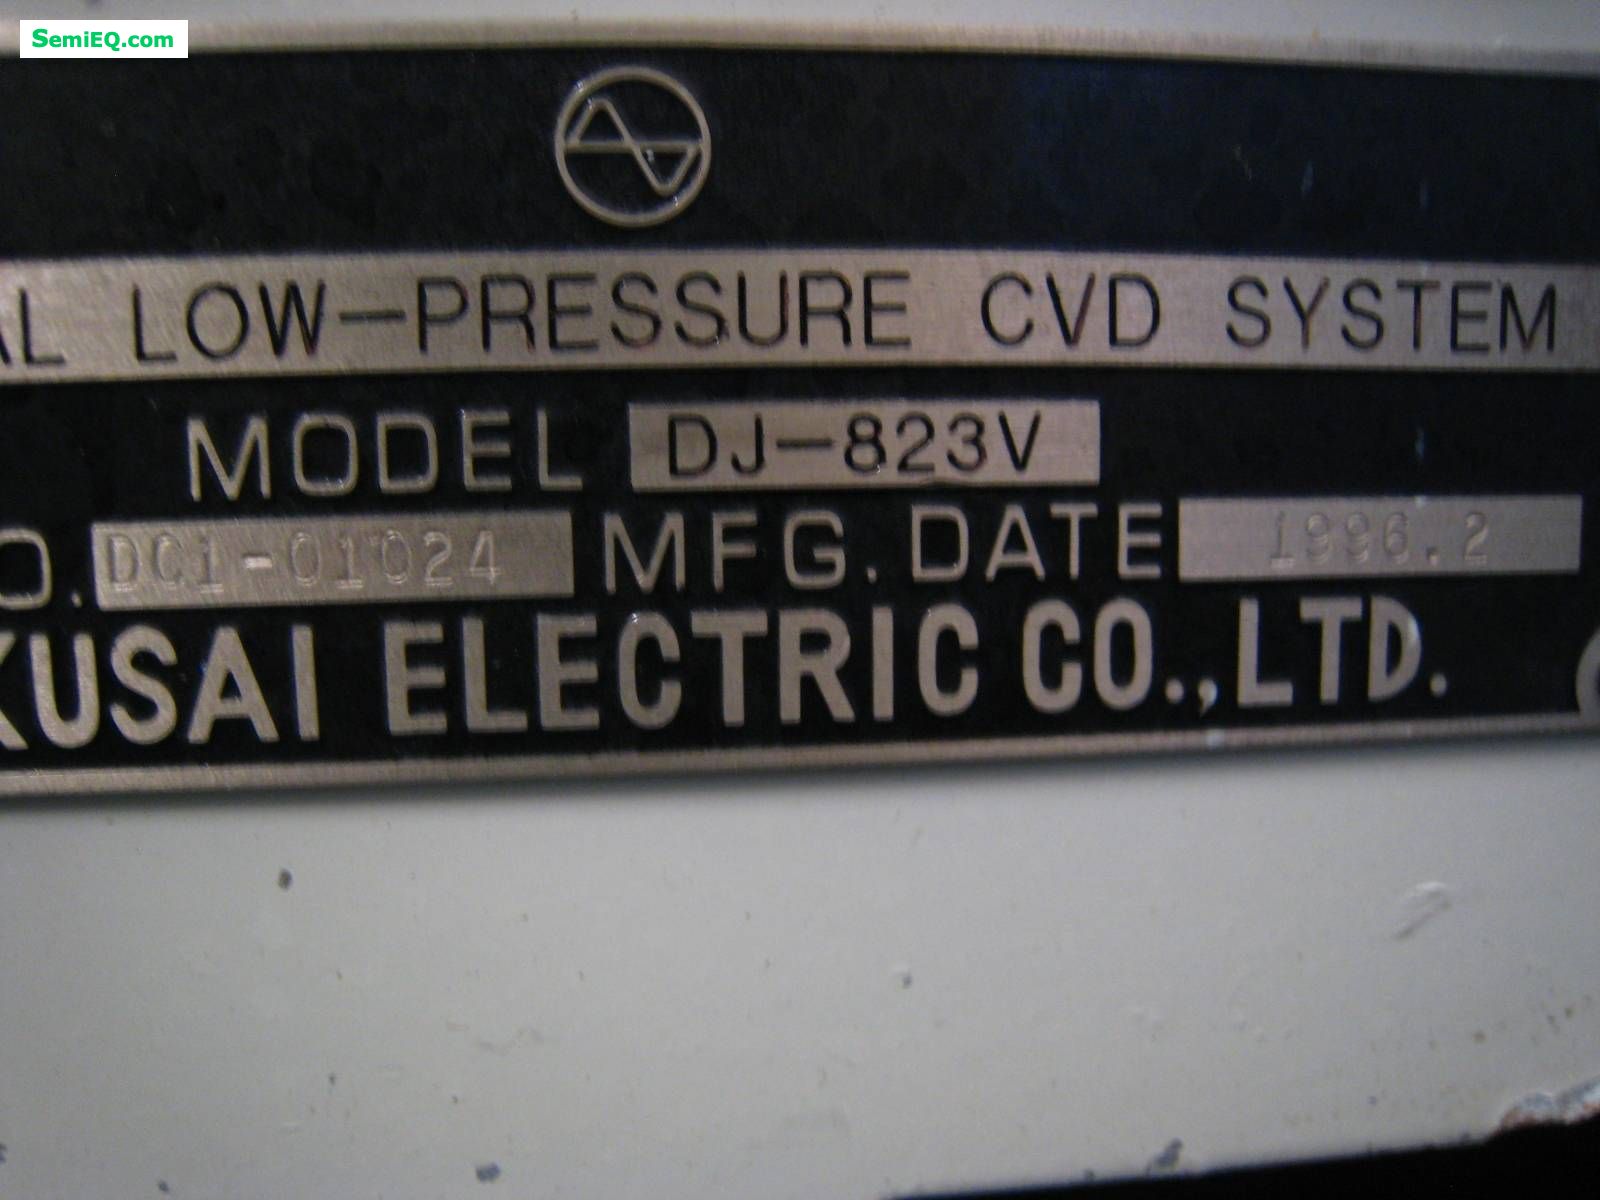 SemiEQ.com
AL LOW-PRESSURE CVD SYSTEM
MODEL DJ-823V
O. DC1-01024 MFG. DATE 1996.2
KUSAI ELECTRIC CO., LTD.